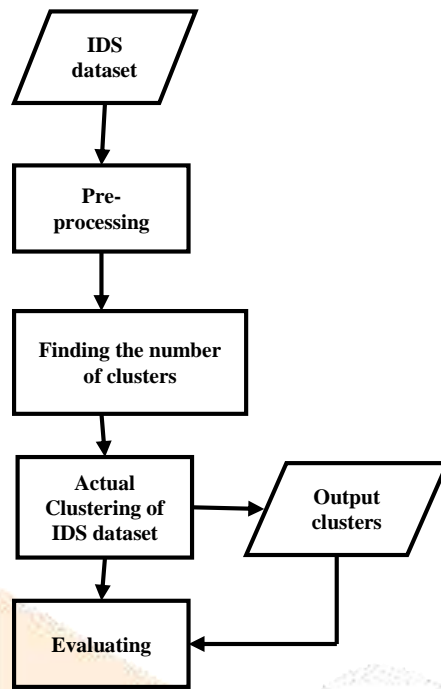 IDS
dataset
Pre-
processing
Finding the number
of clusters
Actual
Clustering of
IDS dataset
Output
clusters
Evaluating